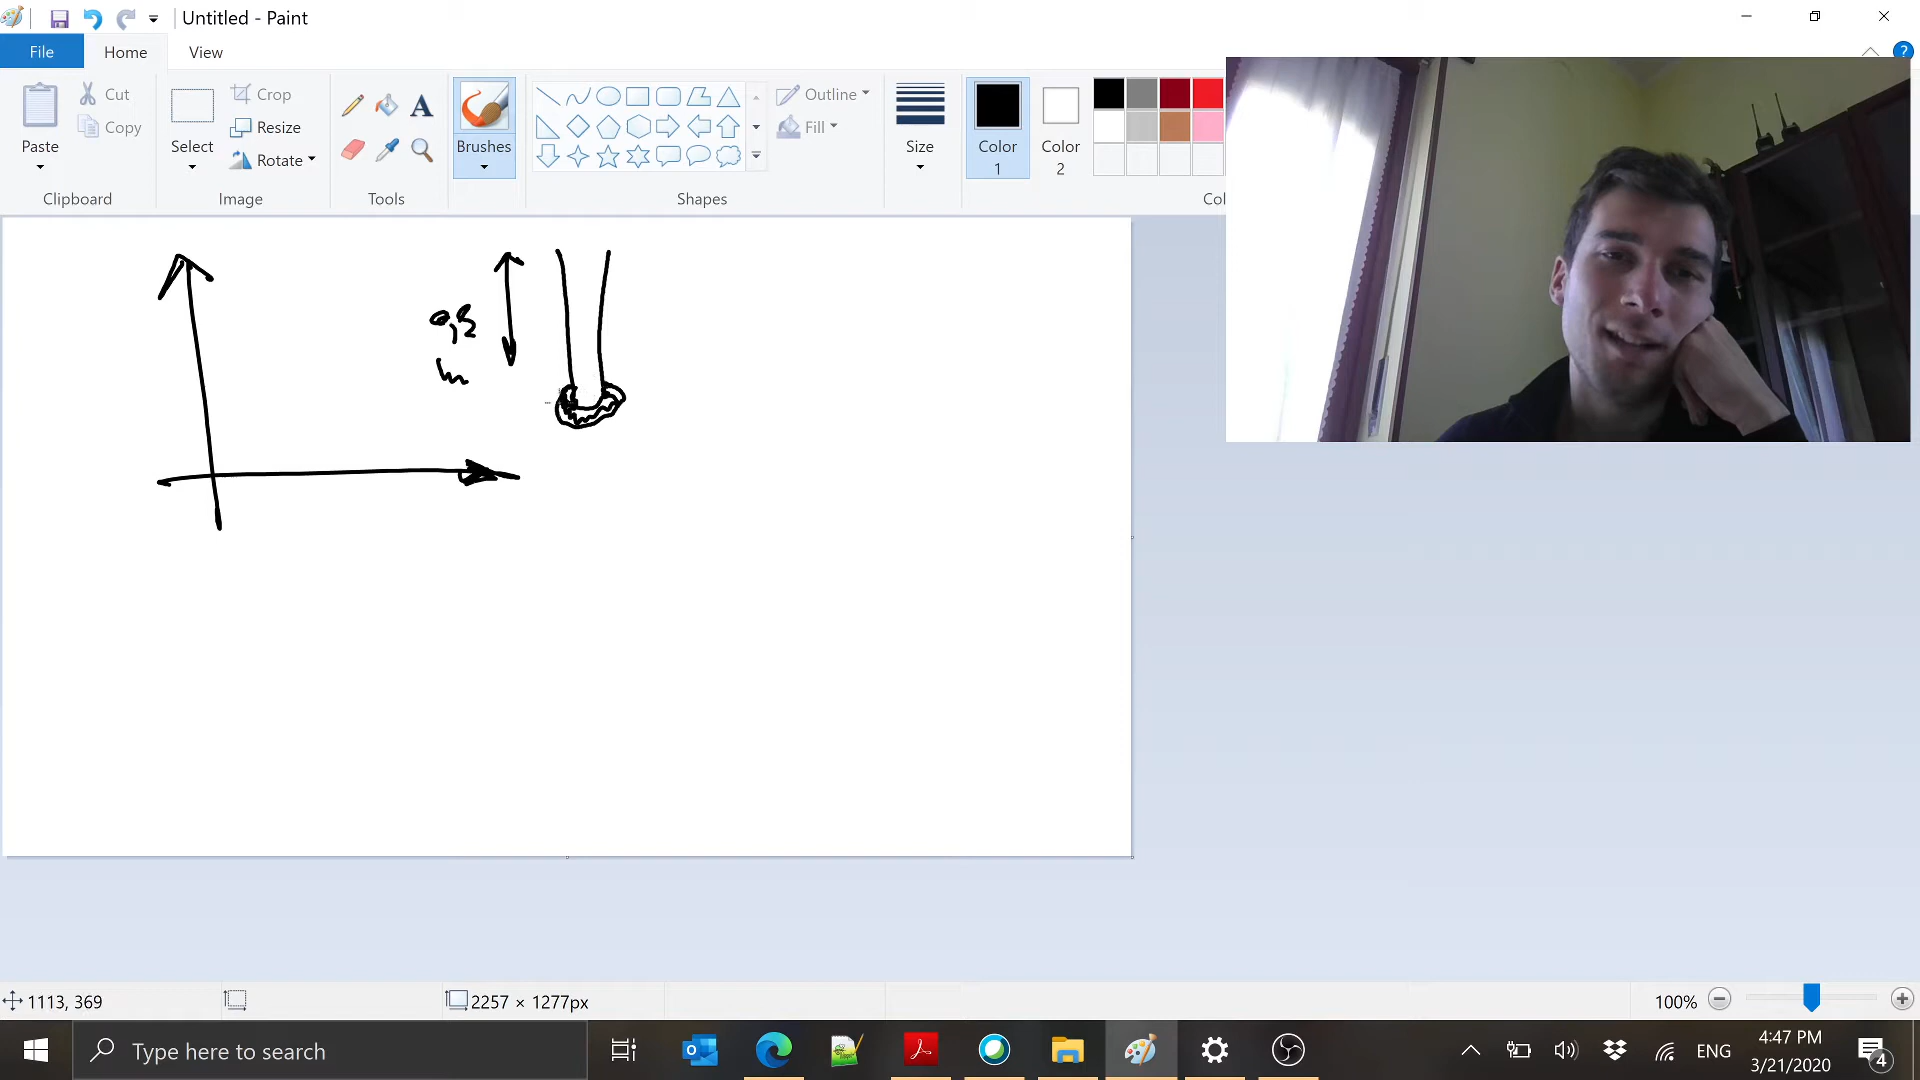 Untitled - Paint
File
Home
View
Paste
Cut
Copy
Clipboard
Select
Crop
Resize
Rotate
Image
Tools
Brushes
Shapes
Outline
Fill
Size
Color
1
Color
2
?
m
1113, 369
2257 × 1277px
100%
Type here to search
ENG
4:47 PM
3/21/2020
4